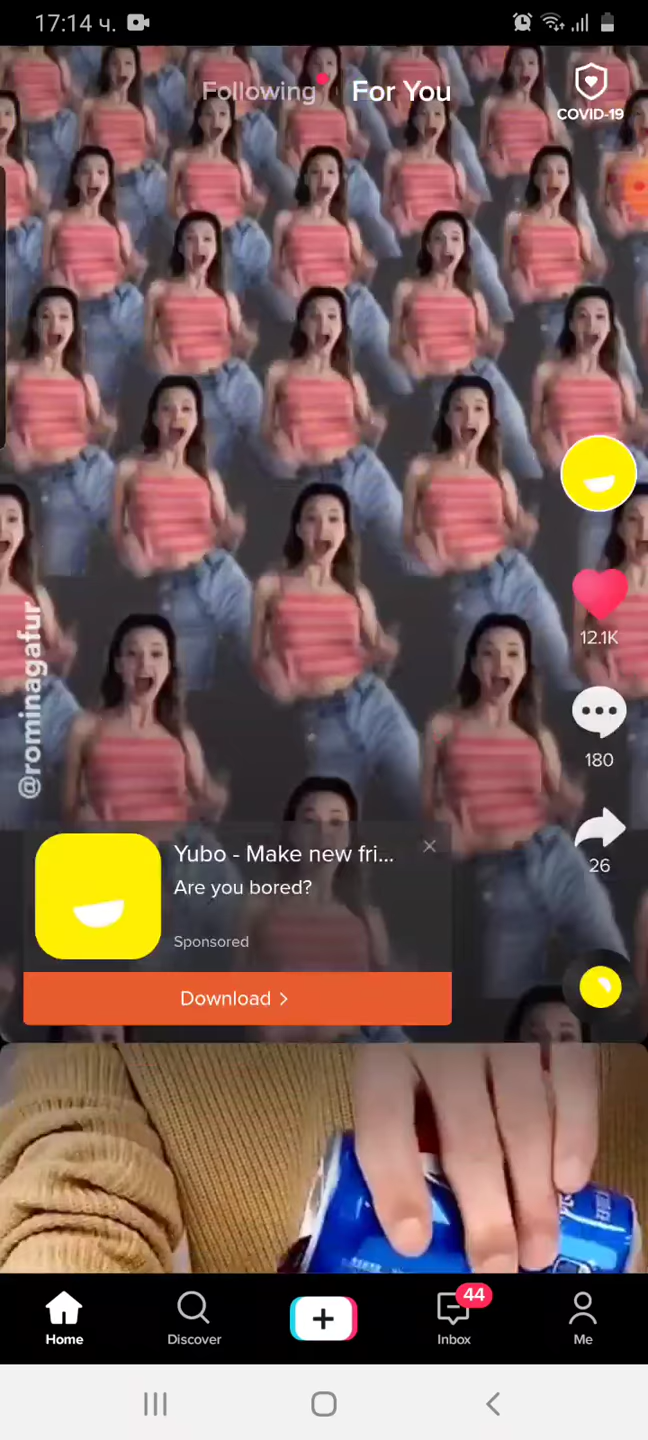 17:14 ч.
Following
For You
COVID-19
12.1K
180
26
@rominagafur
Yubo - Make new fri...
Are you bored?
Sponsored
Download >
Home
Discover
44
Inbox
Me